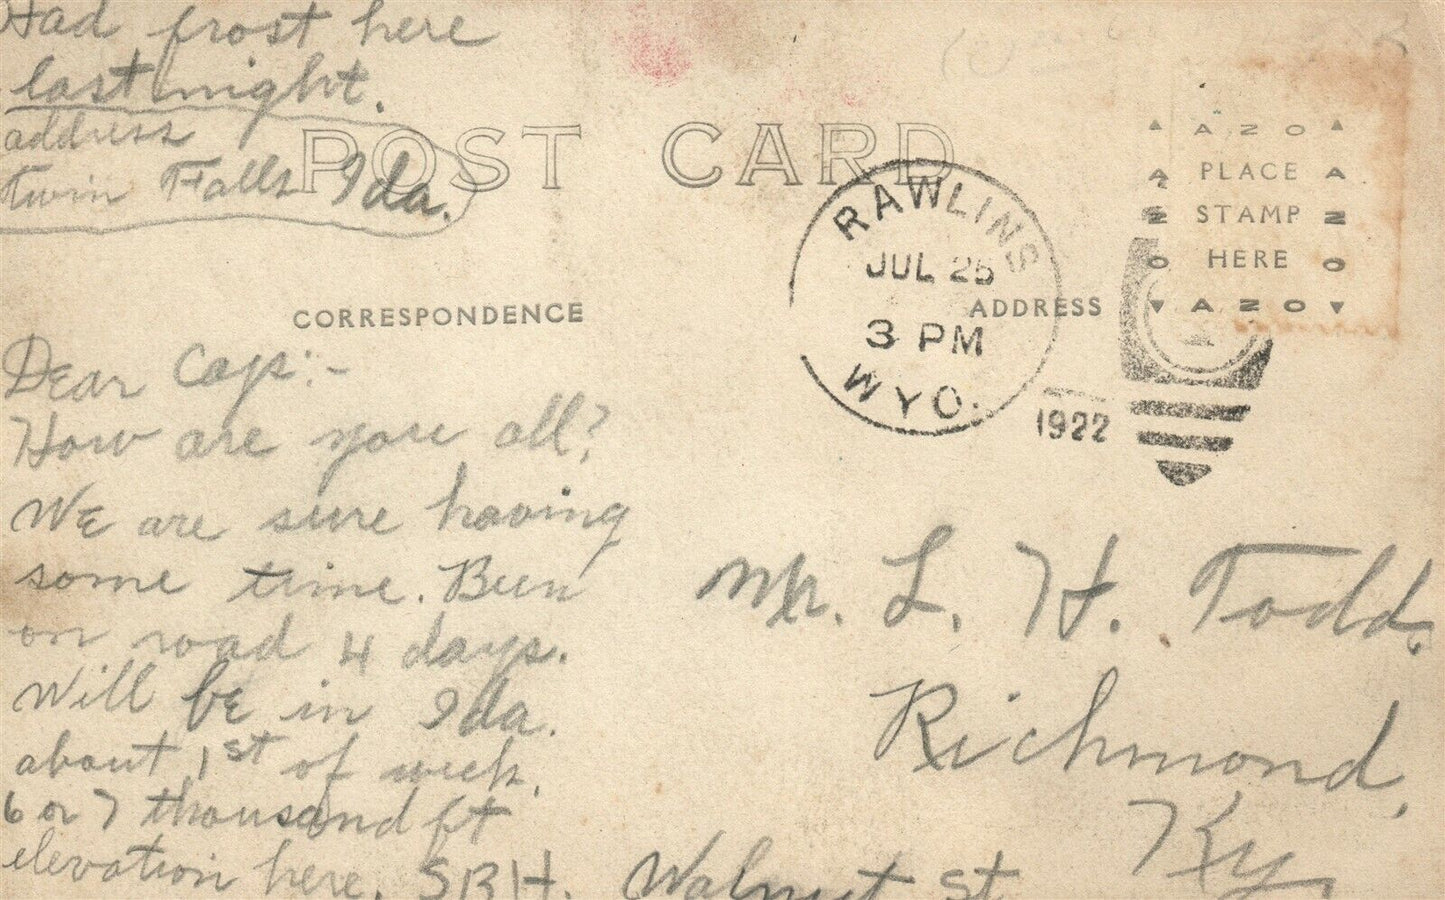 Had frost here
last night.
address
twin Falls Ida.
POST CARD
CORRESPONDENCE
ADDRESS
AZO
PLACE
STAMP
HERE
AZO
AZO
AZO
RAWLINS
JUL 25
3 PM
WYO.
1922
Dear Cap:-
How are you all?
We are sure having
some time. Been
on road 4 days.
Will be in Ida.
about 1st of week.
6 or 7 thousand ft
elevation here. SBH.
Mr. L. H. Todd.
Richmond,
Ky.
Walnut St